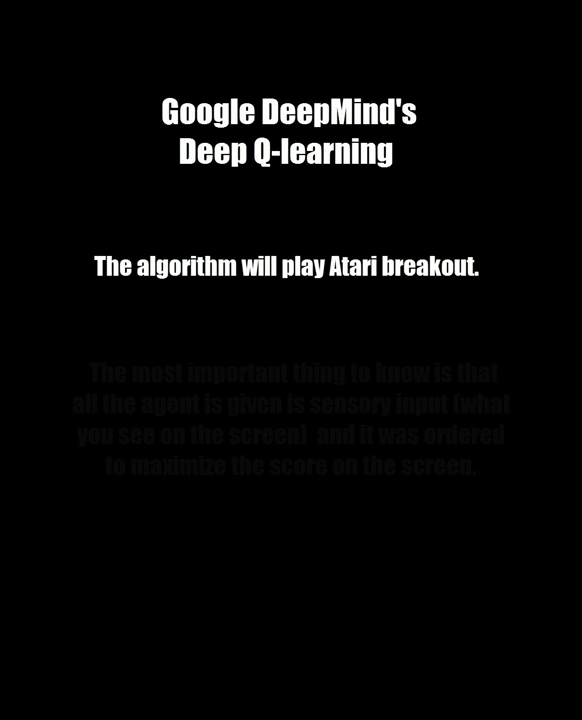 Google DeepMind's
Deep Q-learning
The algorithm will play Atari breakout.
The most important thing to know is that
all the agent is given is sensory input (what
you see on the screen) and it was ordered
to maximize the score on the screen.